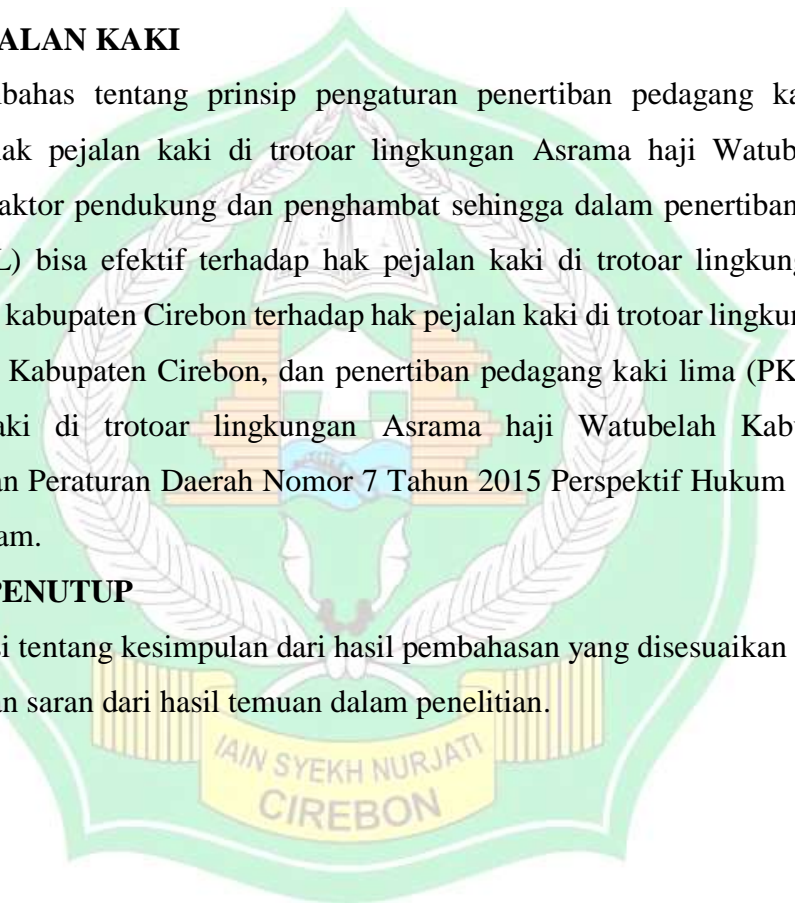 ALAN KAKI
bahas tentang prinsip pengaturan penertiban pedagang ka
ak pejalan kaki di trotoar lingkungan Asrama haji Watub
aktor pendukung dan penghambat sehingga dalam penertiban
L) bisa efektif terhadap hak pejalan kaki di trotoar lingkung
kabupaten Cirebon terhadap hak pejalan kaki di trotoar lingkun
Kabupaten Cirebon, dan penertiban pedagang kaki lima (PK
aki di trotoar lingkungan Asrama haji Watubelah Kab
an Peraturan Daerah Nomor 7 Tahun 2015 Perspektif Hukum
am.
PENUTUP
si tentang kesimpulan dari hasil pembahasan yang disesuaikan
an saran dari hasil temuan dalam penelitian.
IAIN SYEKH NURJATI
CIREBON